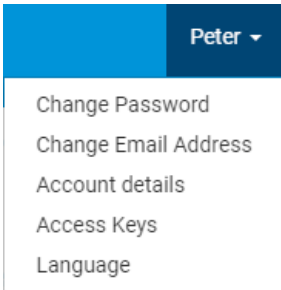 Peter
Change Password
Change Email Address
Account details
Access Keys
Language